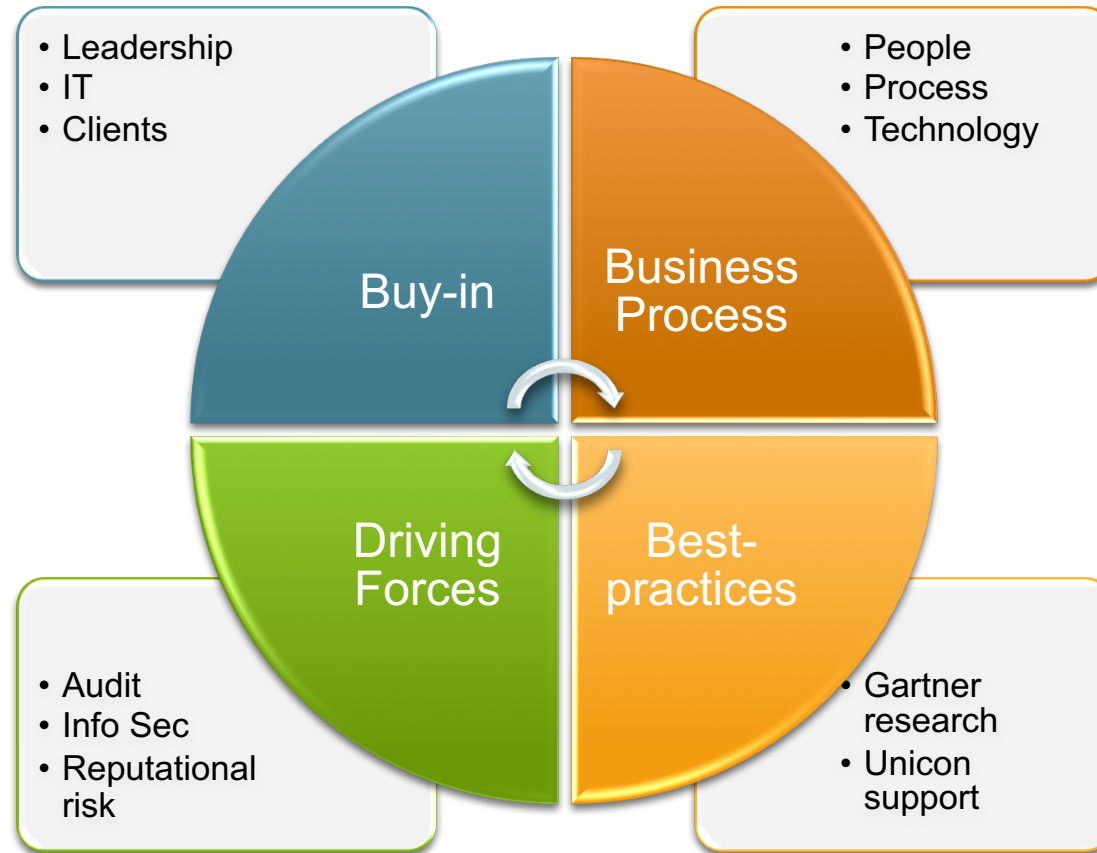 • Leadership
• IT
• Clients
• People
• Process
• Technology
Buy-in
Business
Process
Driving
Forces
Best-
practices
• Audit
• Info Sec
• Reputational
risk
• Gartner
research
• Unicon
support